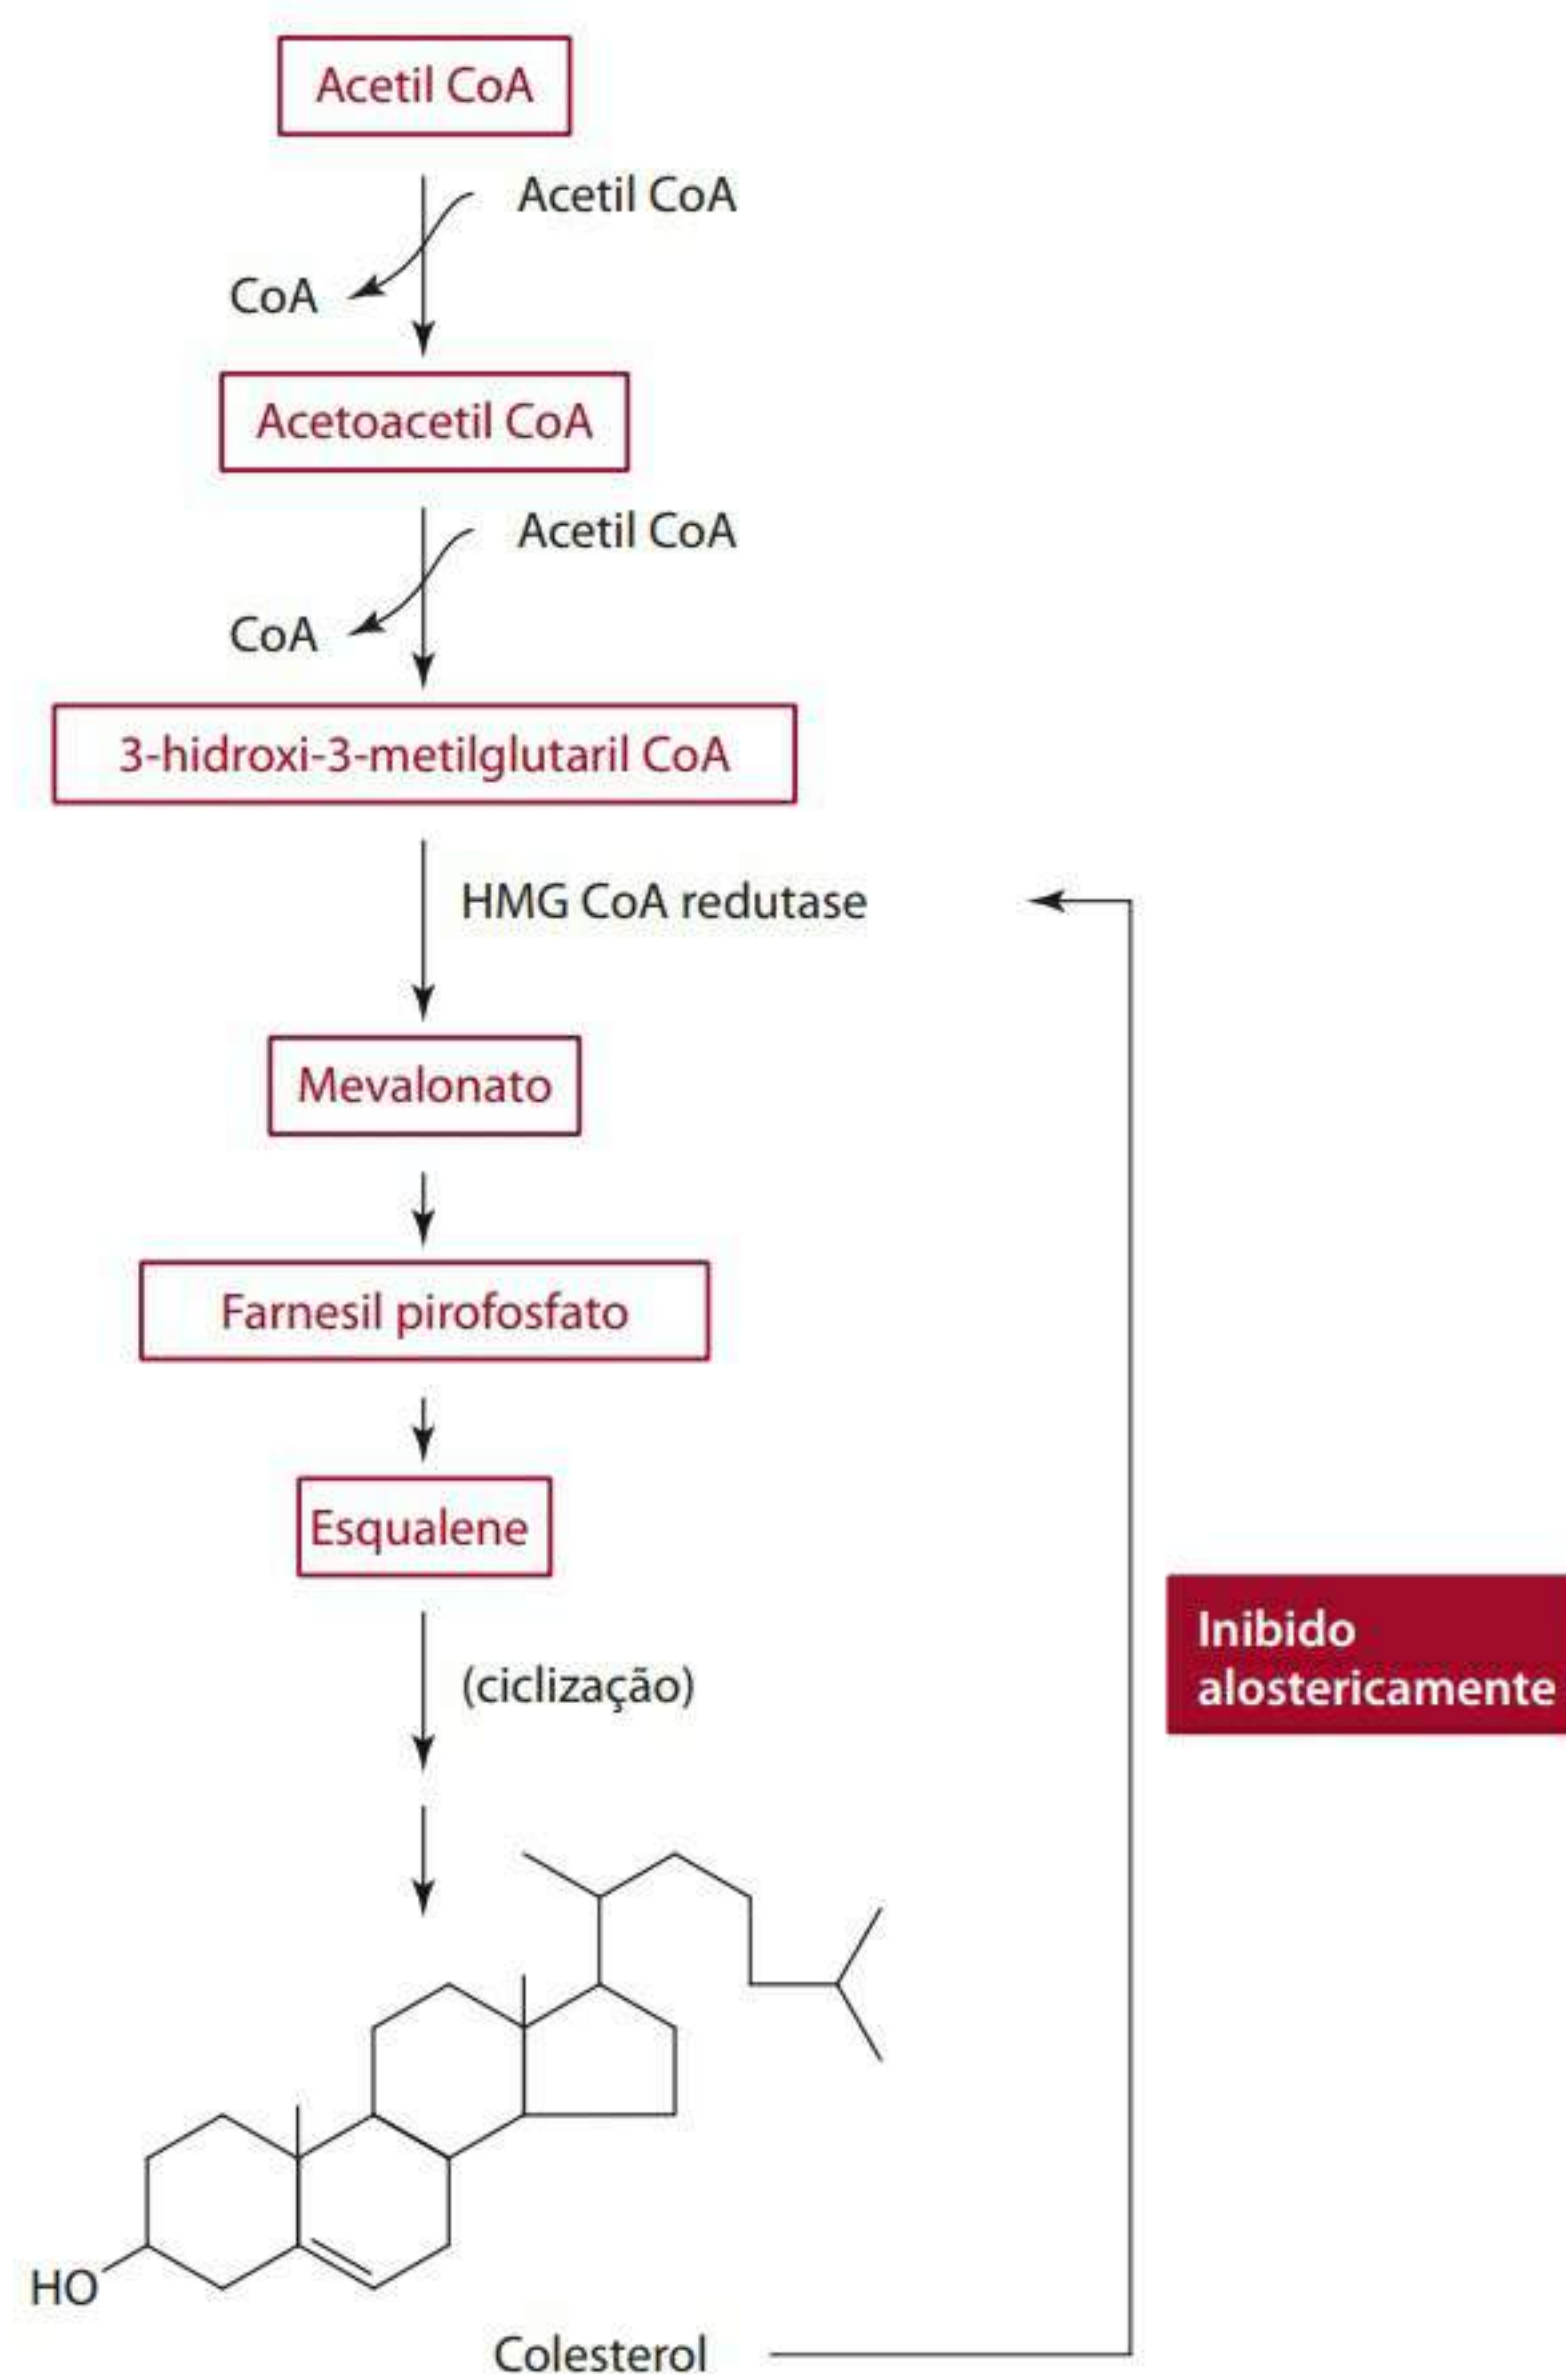 Acetil CoA
Acetil CoA
CoA
Acetoacetil CoA
Acetil CoA
CoA
3-hidroxi-3-metilglutaril CoA
HMG CoA redutase
Mevalonato
Farnesil pirofosfato
Esqualene
Inibido
alostericamente
(ciclização)
HO
Colesterol